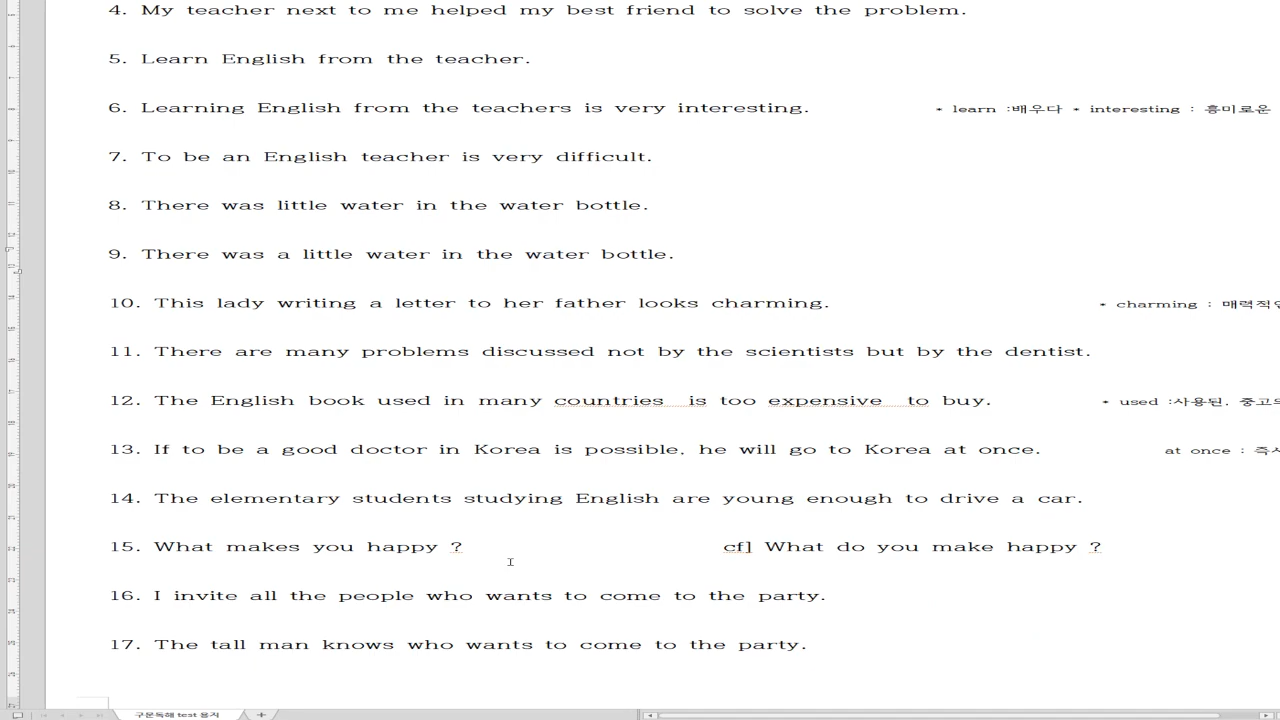 4. My teacher next to me helped my best friend to solve the problem.
5. Learn English from the teacher.
6. Learning English from the teachers is very interesting. * learn :배우다 * interesting : 흥미로운
7. To be an English teacher is very difficult.
8. There was little water in the water bottle.
9. There was a little water in the water bottle.
10. This lady writing a letter to her father looks charming. * charming : 매력적인
11. There are many problems discussed not by the scientists but by the dentist.
12. The English book used in many countries is too expensive to buy. * used :사용된, 중고의
13. If to be a good doctor in Korea is possible, he will go to Korea at once. at once : 즉시
14. The elementary students studying English are young enough to drive a car.
15. What makes you happy ? cf] What do you make happy ?
16. I invite all the people who wants to come to the party.
17. The tall man knows who wants to come to the party.
구문독해 test 용지